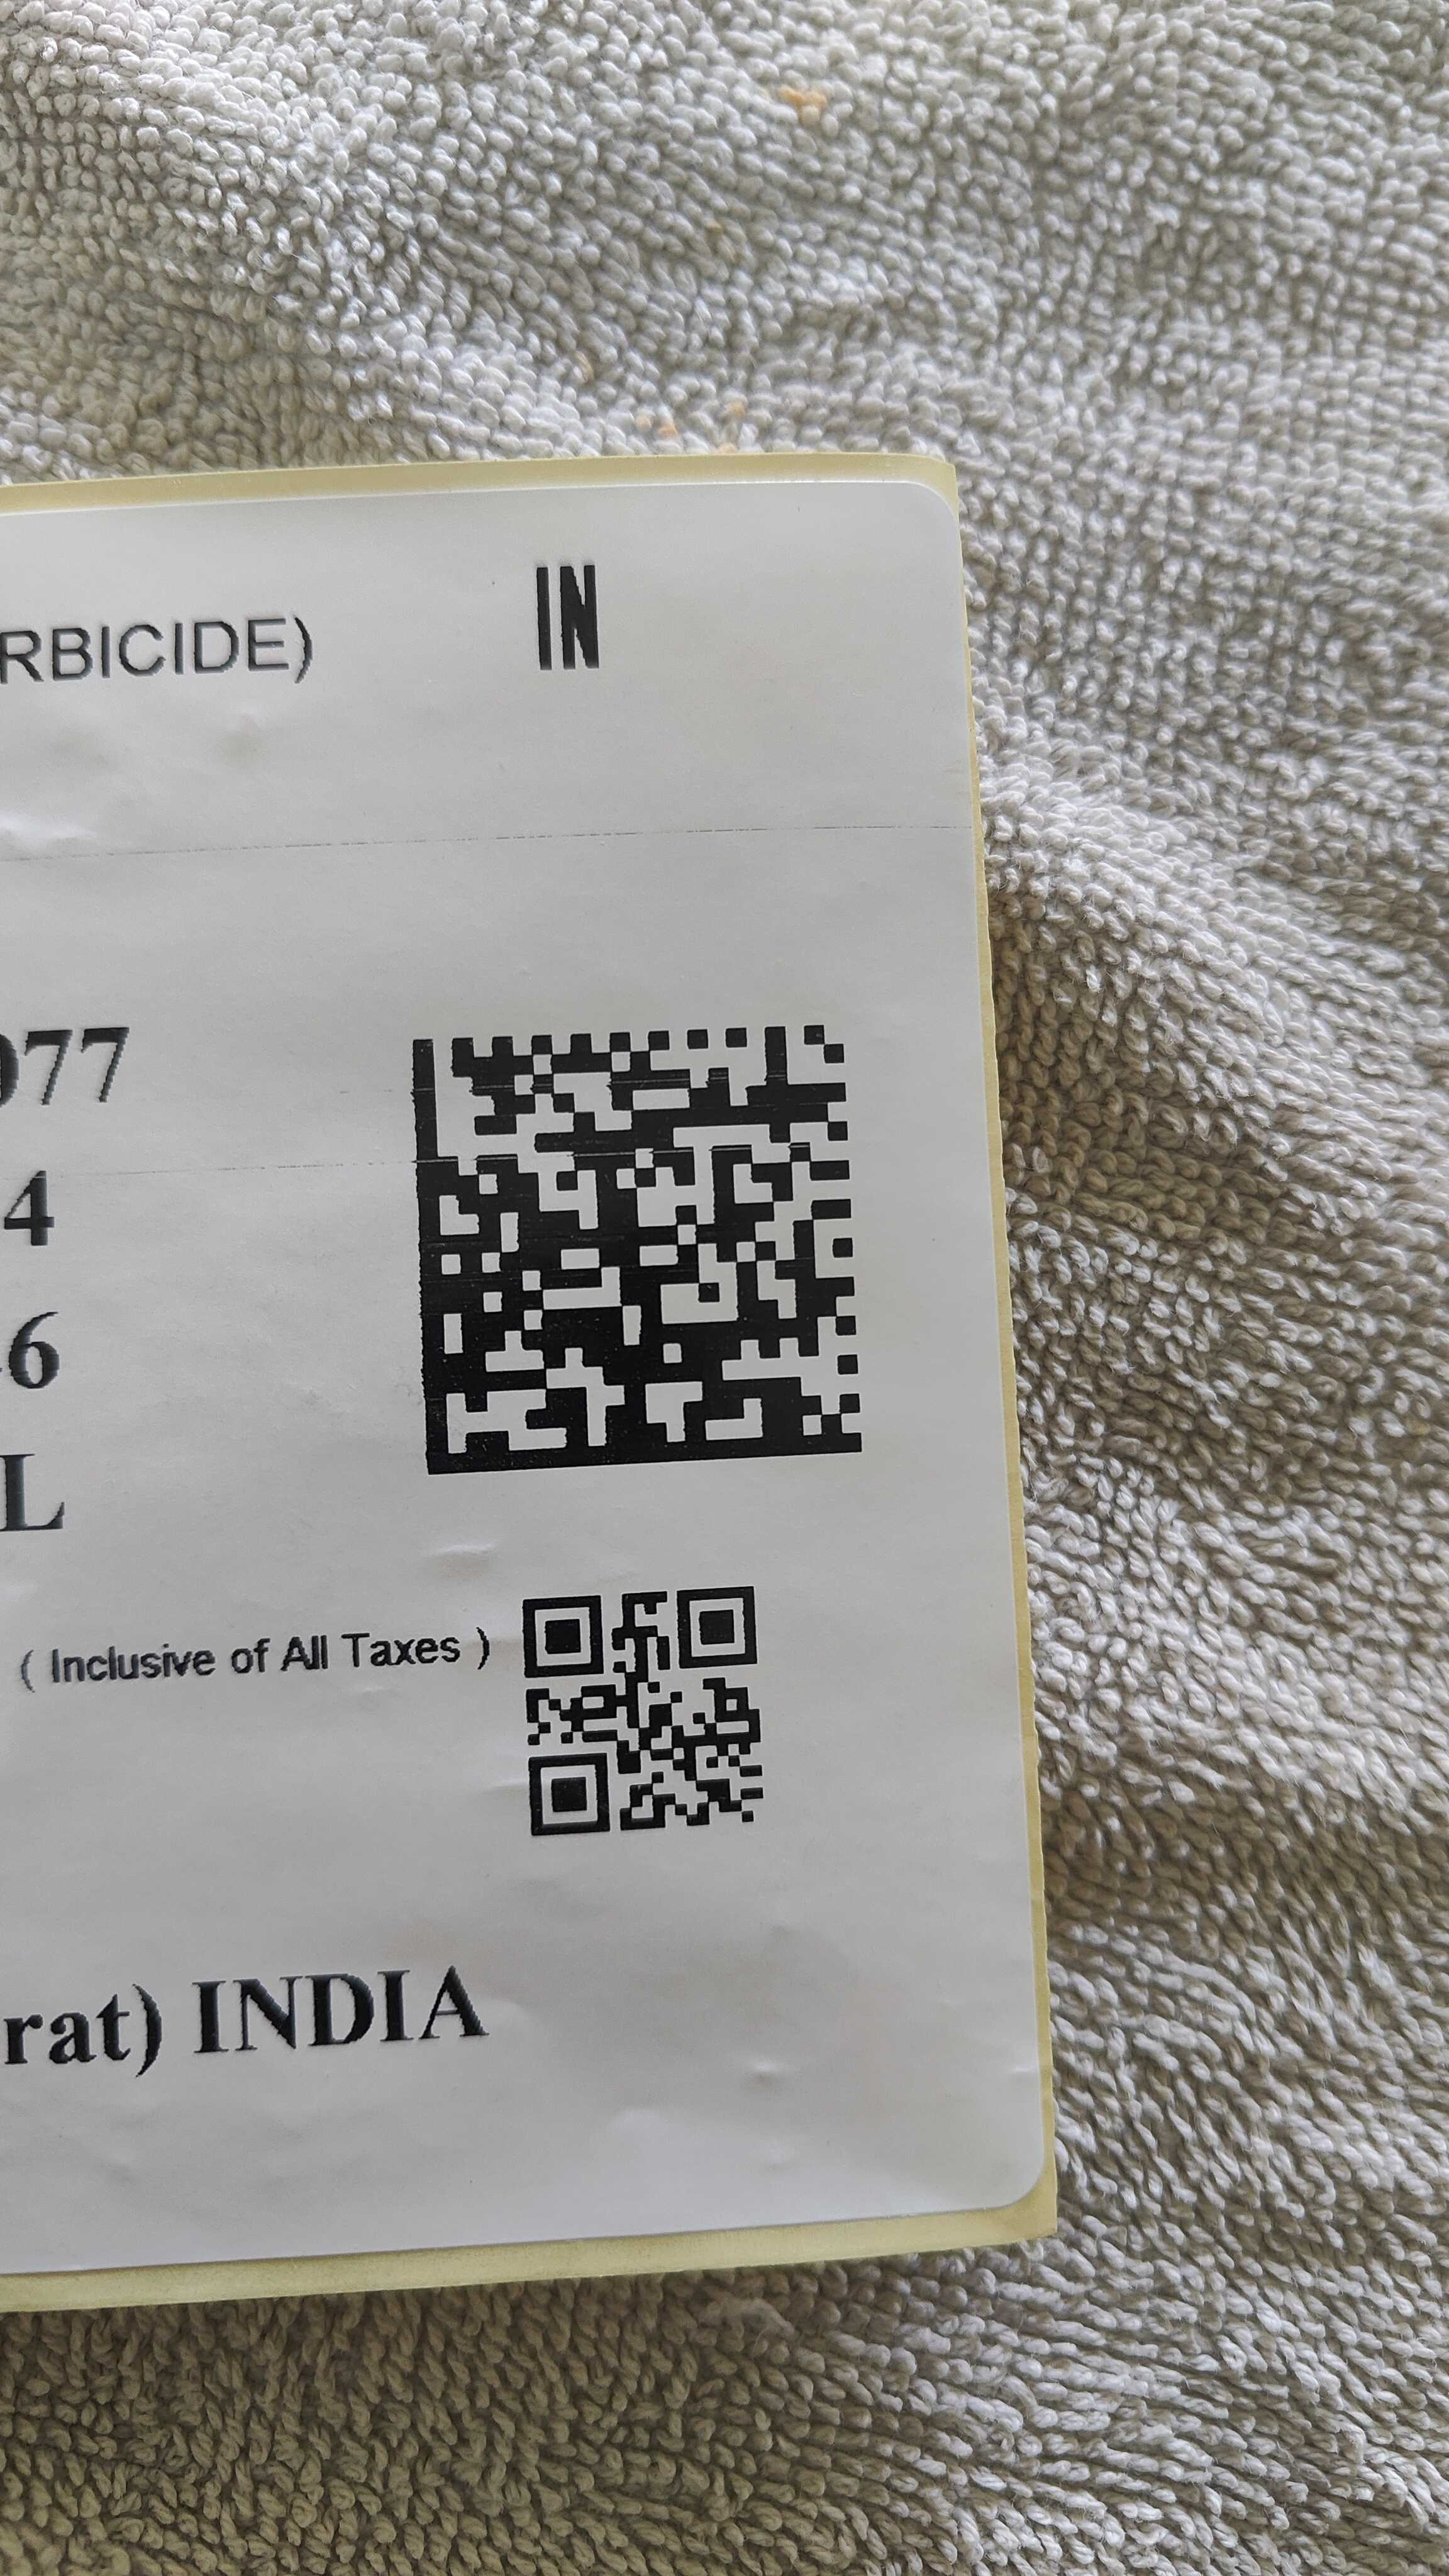 RBICIDE) IN
077
4
6
L
( Inclusive of All Taxes )
rat) INDIA